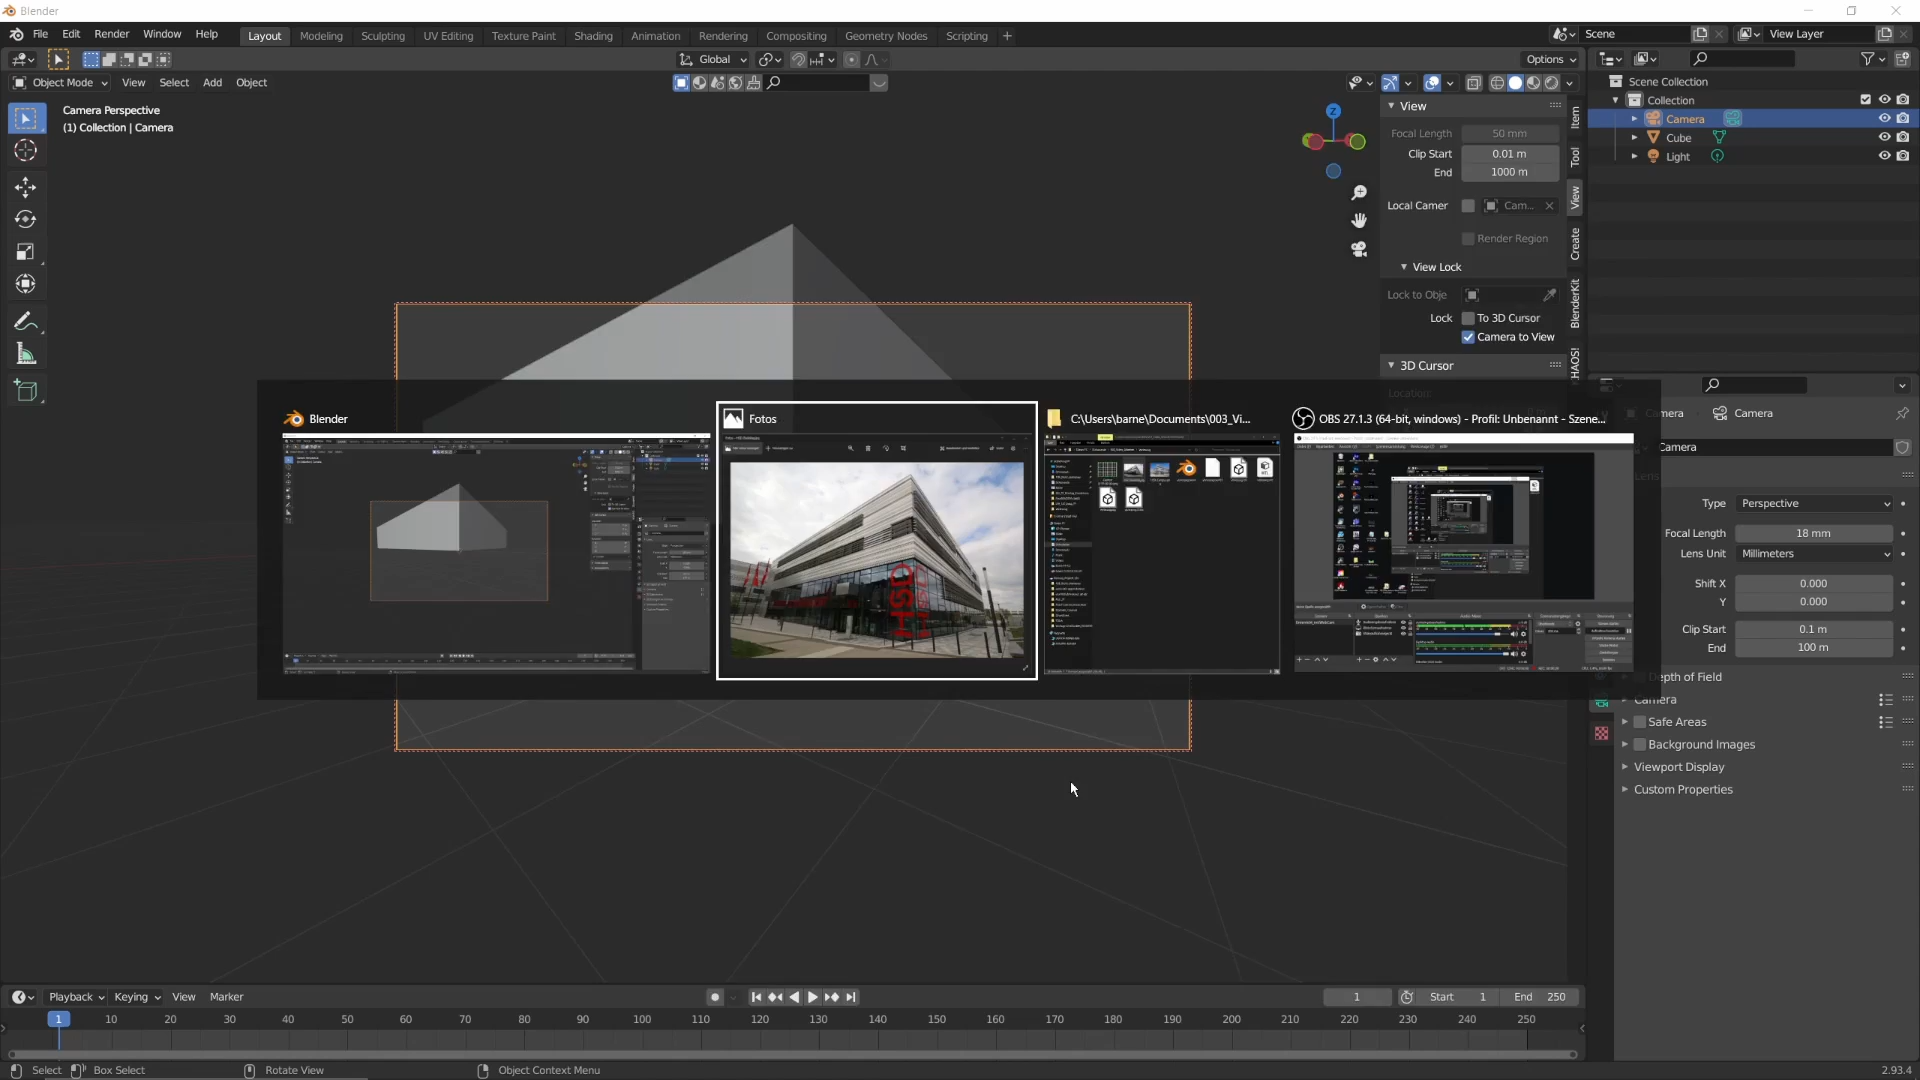 Blender
File Edit Render Window Help Layout Modeling Sculpting UV Editing Texture Paint Shading Animation Rendering Compositing Geometry Nodes Scripting + Scene View Layer
Global Options
Object Mode View Select Add Object
Camera Perspective
(1) Collection | Camera
Z
View
Focal Length 50 mm
Clip Start 0.01 m
End 1000 m
Local Camer Cam...
Render Region
View Lock
Lock to Obje
Lock To 3D Cursor
Camera to View
3D Cursor
Item
Tool
View
Create
BlenderKit
Scene Collection
Collection
Camera
Cube
Light
Blender
Fotos
C:\Users\barne\Documents\003_Vi...
OBS 27.1.3 (64-bit, windows) - Profil: Unbenannt - Szene...
HSD
Camera
Camera
Type Perspective
Focal Length 18 mm
Lens Unit Millimeters
Shift X 0.000
Y 0.000
Clip Start 0.1 m
End 100 m
Depth of Field
Camera
Safe Areas
Background Images
Viewport Display
Custom Properties
Playback Keying View Marker 1 Start 1 End 250
1 10 20 30 40 50 60 70 80 90 100 110 120 130 140 150 160 170 180 190 200 210 220 230 240 250
Select Box Select Rotate View Object Context Menu 2.93.4